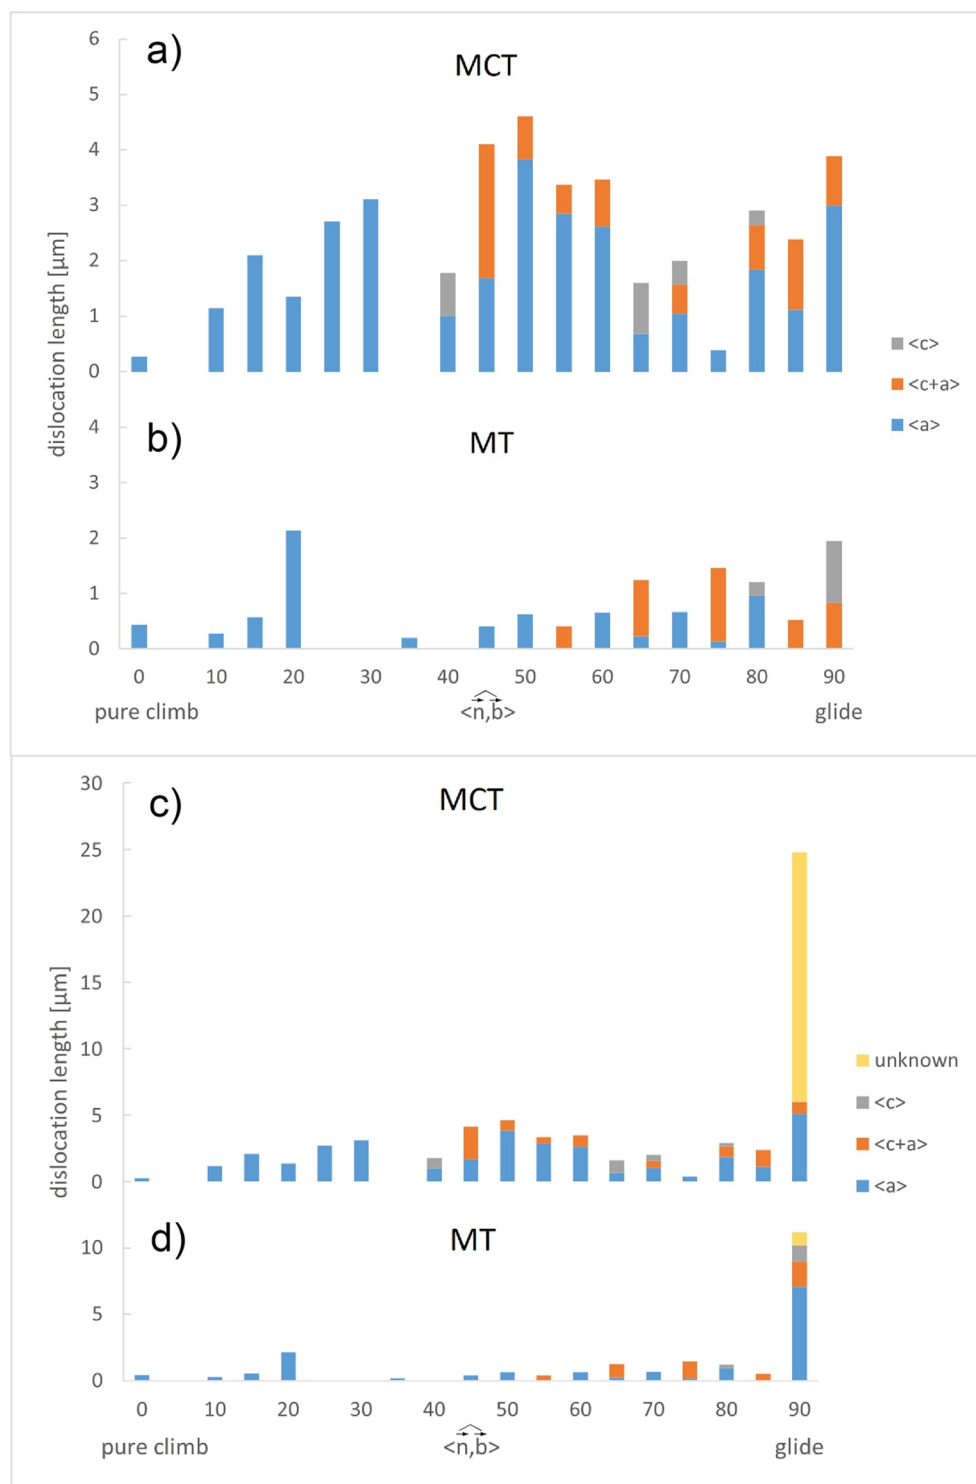 a)
MCT
6
5
4
3
2
1
0
dislocation length [µm]
<c>
<c+a>
<a>
b)
MT
4
3
2
1
0
0 10 20 30 40 50 60 70 80 90
pure climb <n,b> glide
c)
MCT
30
25
20
15
10
5
0
dislocation length [µm]
unknown
<c>
<c+a>
<a>
d)
MT
10
5
0
0 10 20 30 40 50 60 70 80 90
pure climb <n,b> glide